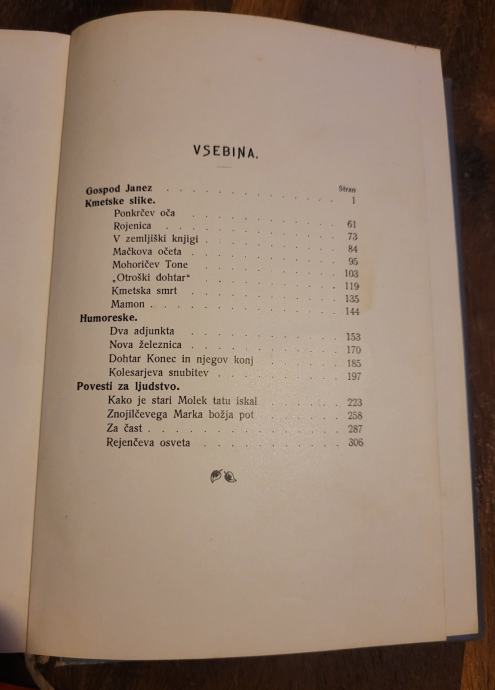 VSEBINA.
Stran
Gospod Janez . . . . . . . . . . . . . 1
Kmetske slike.
Ponkrčev oča . . . . . . . . . . . 61
Rojenica . . . . . . . . . . . . 73
V zemljiški knjigi . . . . . . . . . . 84
Mačkova očeta . . . . . . . . . . . 95
Mohoričev Tone . . . . . . . . . . . 103
„Otroški dohtar“ . . . . . . . . . . . 119
Kmetska smrt . . . . . . . . . . . 135
Mamon . . . . . . . . . . . . . 144
Humoreske.
Dva adjunkta . . . . . . . . . . . 153
Nova železnica . . . . . . . . . . . 170
Dohtar Konec in njegov konj . . . . . . . 185
Kolesarjeva snubitev . . . . . . . . . . 197
Povesti za ljudstvo.
Kako je stari Molek tatu iskal . . . . . . . 223
Znojilčevega Marka božja pot . . . . . . . 258
Za čast . . . . . . . . . . . . . 287
Rejenčeva osveta . . . . . . . . . . . 306